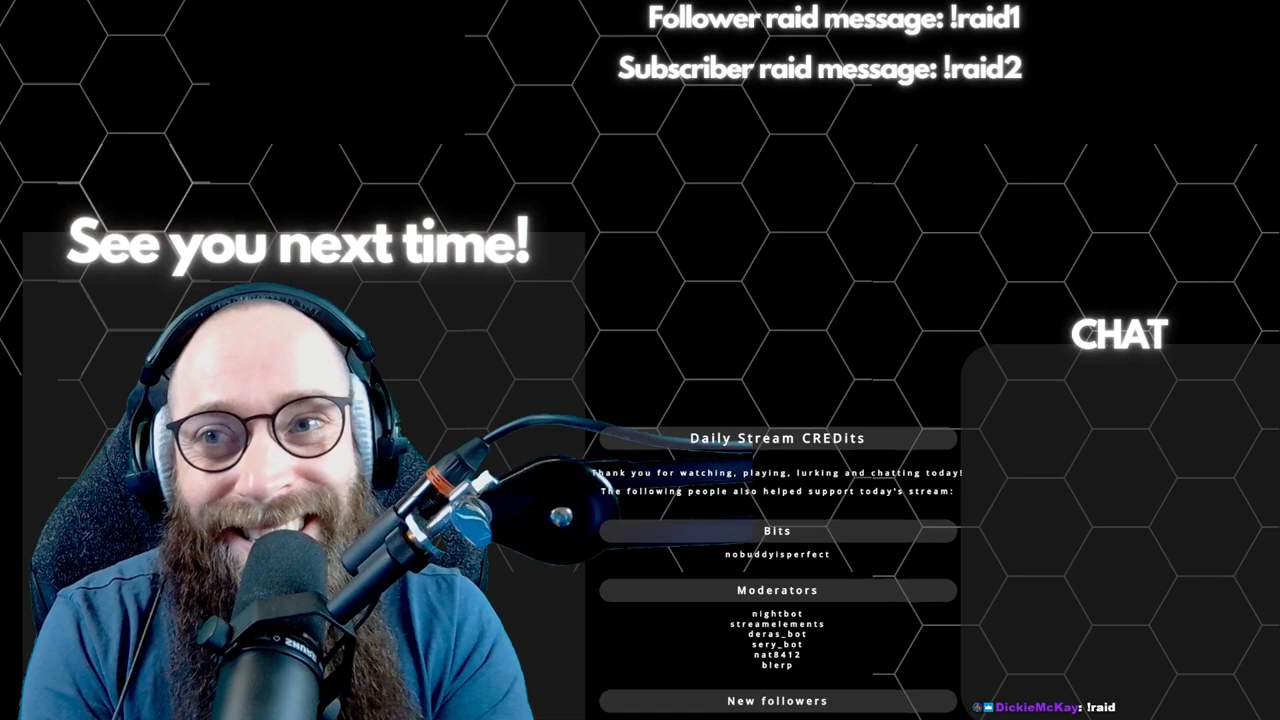 Follower raid message: !raid1
Subscriber raid message: !raid2
See you next time!
CHAT
Daily Stream CREDits
Thank you for watching, playing, lurking and chatting today!
The following people also helped support today's stream:
Bits
nobuddyisperfect
Moderators
nightbot
streamelements
deras_bot
sery_bot
nat8412
blerp
New followers
DickieMcKay: !raid